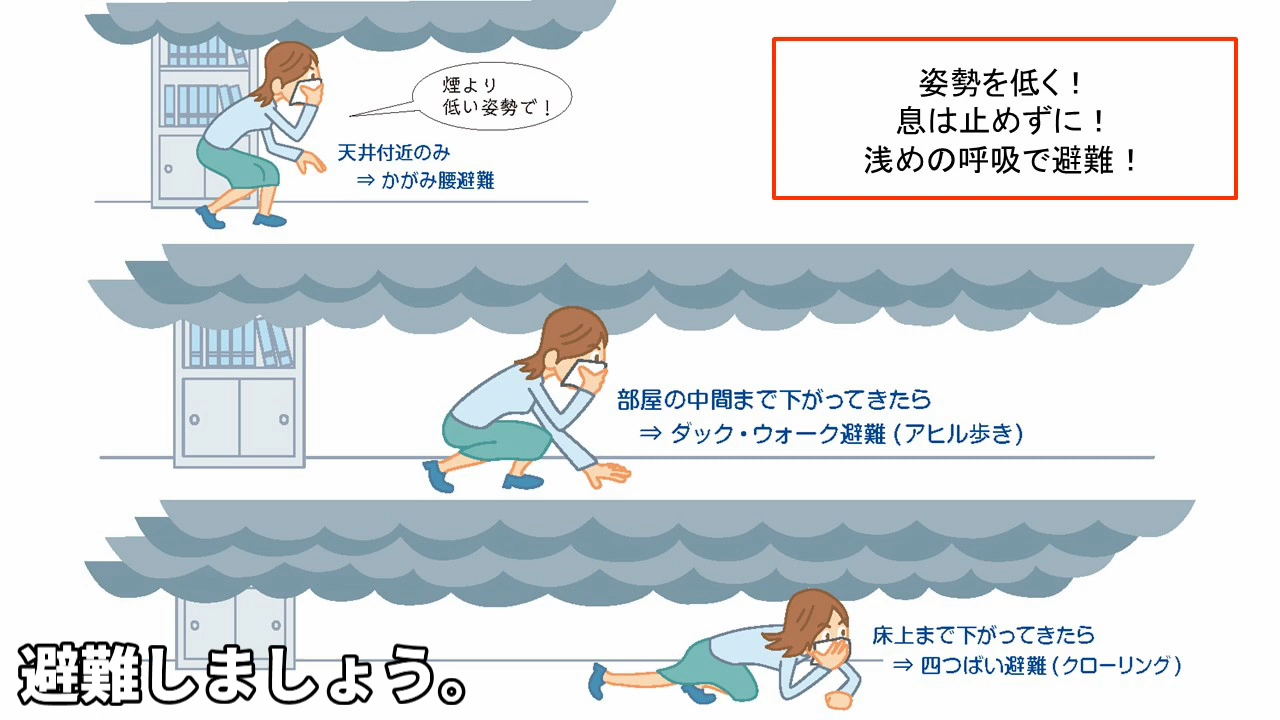 煙より
低い姿勢で！
天井付近のみ
⇒ かがみ腰避難
姿勢を低く！
息は止めずに！
浅めの呼吸で避難！
部屋の中間まで下がってきたら
⇒ ダック・ウォーク避難 (アヒル歩き)
床上まで下がってきたら
⇒ 四つばい避難 (クローリング)
避難しましょう。